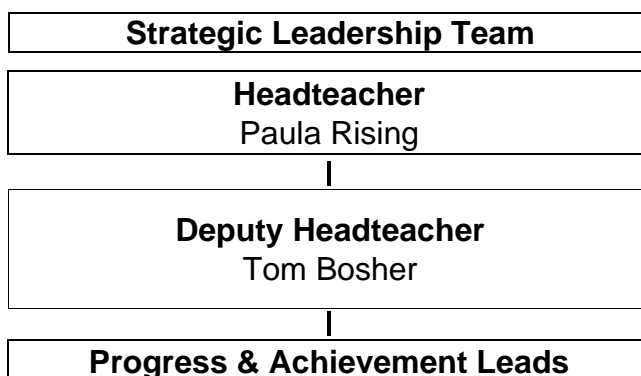 Strategic Leadership Team
Headteacher
Paula Rising
Deputy Headteacher
Tom Bosher
Progress & Achievement Leads